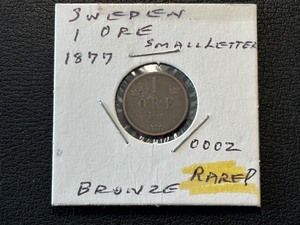 SWEDEN
1 ORE SMALL LETTER
1877
1
ÖRE
0002
BRONZE RARE